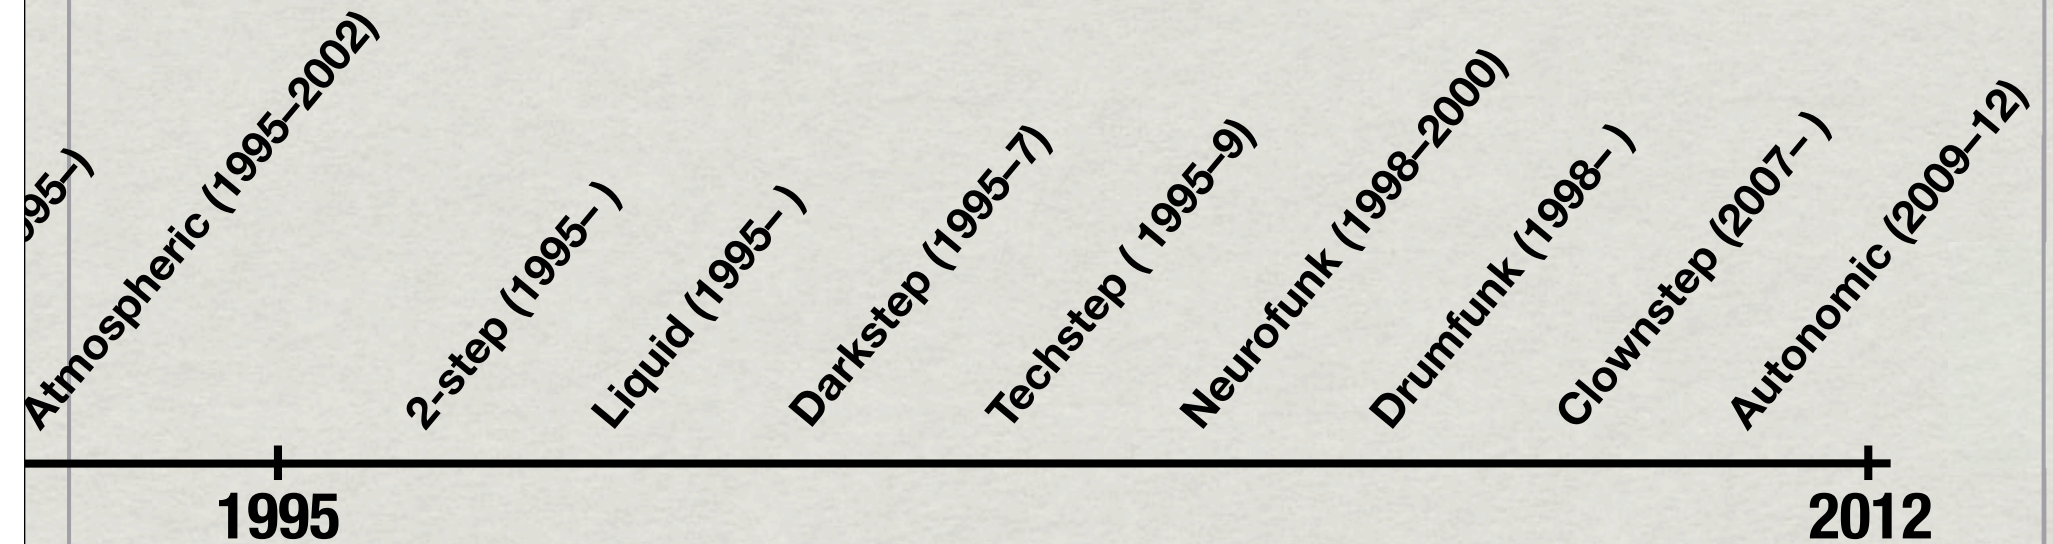 95–)
Atmospheric (1995–2002)
2-step (1995– )
Liquid (1995– )
Darkstep (1995–7)
Techstep ( 1995–9)
Neurofunk (1998–2000)
Drumfunk (1998– )
Clownstep (2007– )
Autonomic (2009–12)
1995
2012